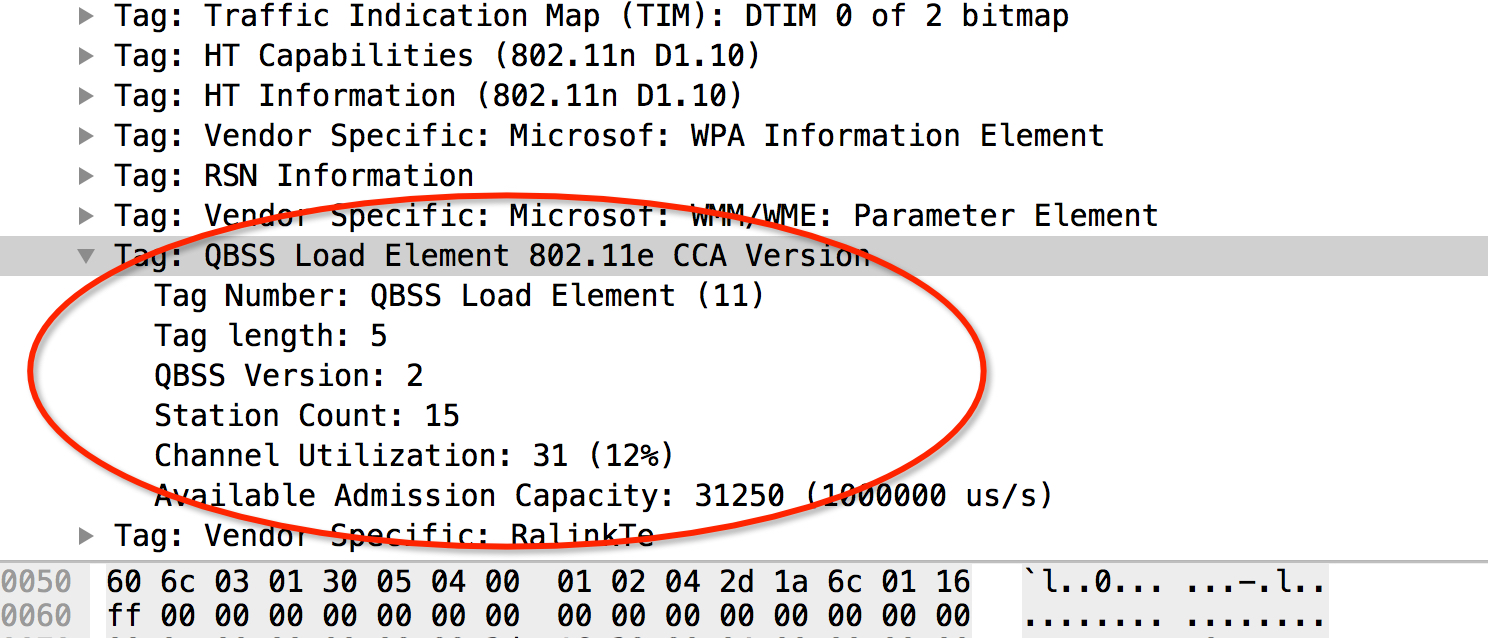 Tag: Traffic Indication Map (TIM): DTIM 0 of 2 bitmap
Tag: HT Capabilities (802.11n D1.10)
Tag: HT Information (802.11n D1.10)
Tag: Vendor Specific: Microsoft: WPA Information Element
Tag: RSN Information
Tag: Vendor Specific: Microsoft: WMM/WME: Parameter Element
Tag: QBSS Load Element 802.11e CCA Version
Tag Number: QBSS Load Element (11)
Tag length: 5
QBSS Version: 2
Station Count: 15
Channel Utilization: 31 (12%)
Available Admission Capacity: 31250 (1000000 us/s)
Tag: Vendor Specific: RalinkTe
0050 60 6c 03 01 30 05 04 00 01 02 04 2d 1a 6c 01 16 `l..0... ...-.l..
0060 ff 00 00 00 00 00 00 00 00 00 00 00 00 00 00 00 ........ ........